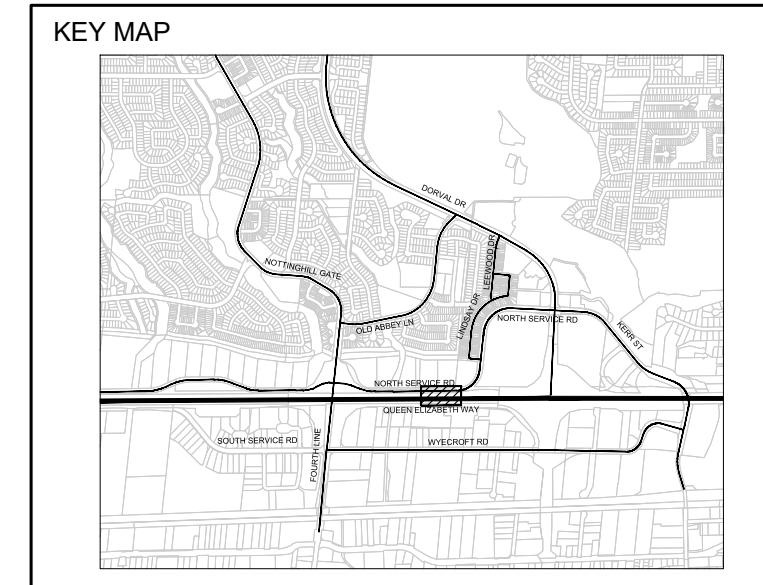 KEY MAP
DORVAL DR
NOTTINGHILL GATE
LEEWOOD DR
OLD ABBEY LN
LINDSAY DR
NORTH SERVICE RD
KERR ST
NORTH SERVICE RD
QUEEN ELIZABETH WAY
SOUTH SERVICE RD
FOURTH LINE
WYECROFT RD